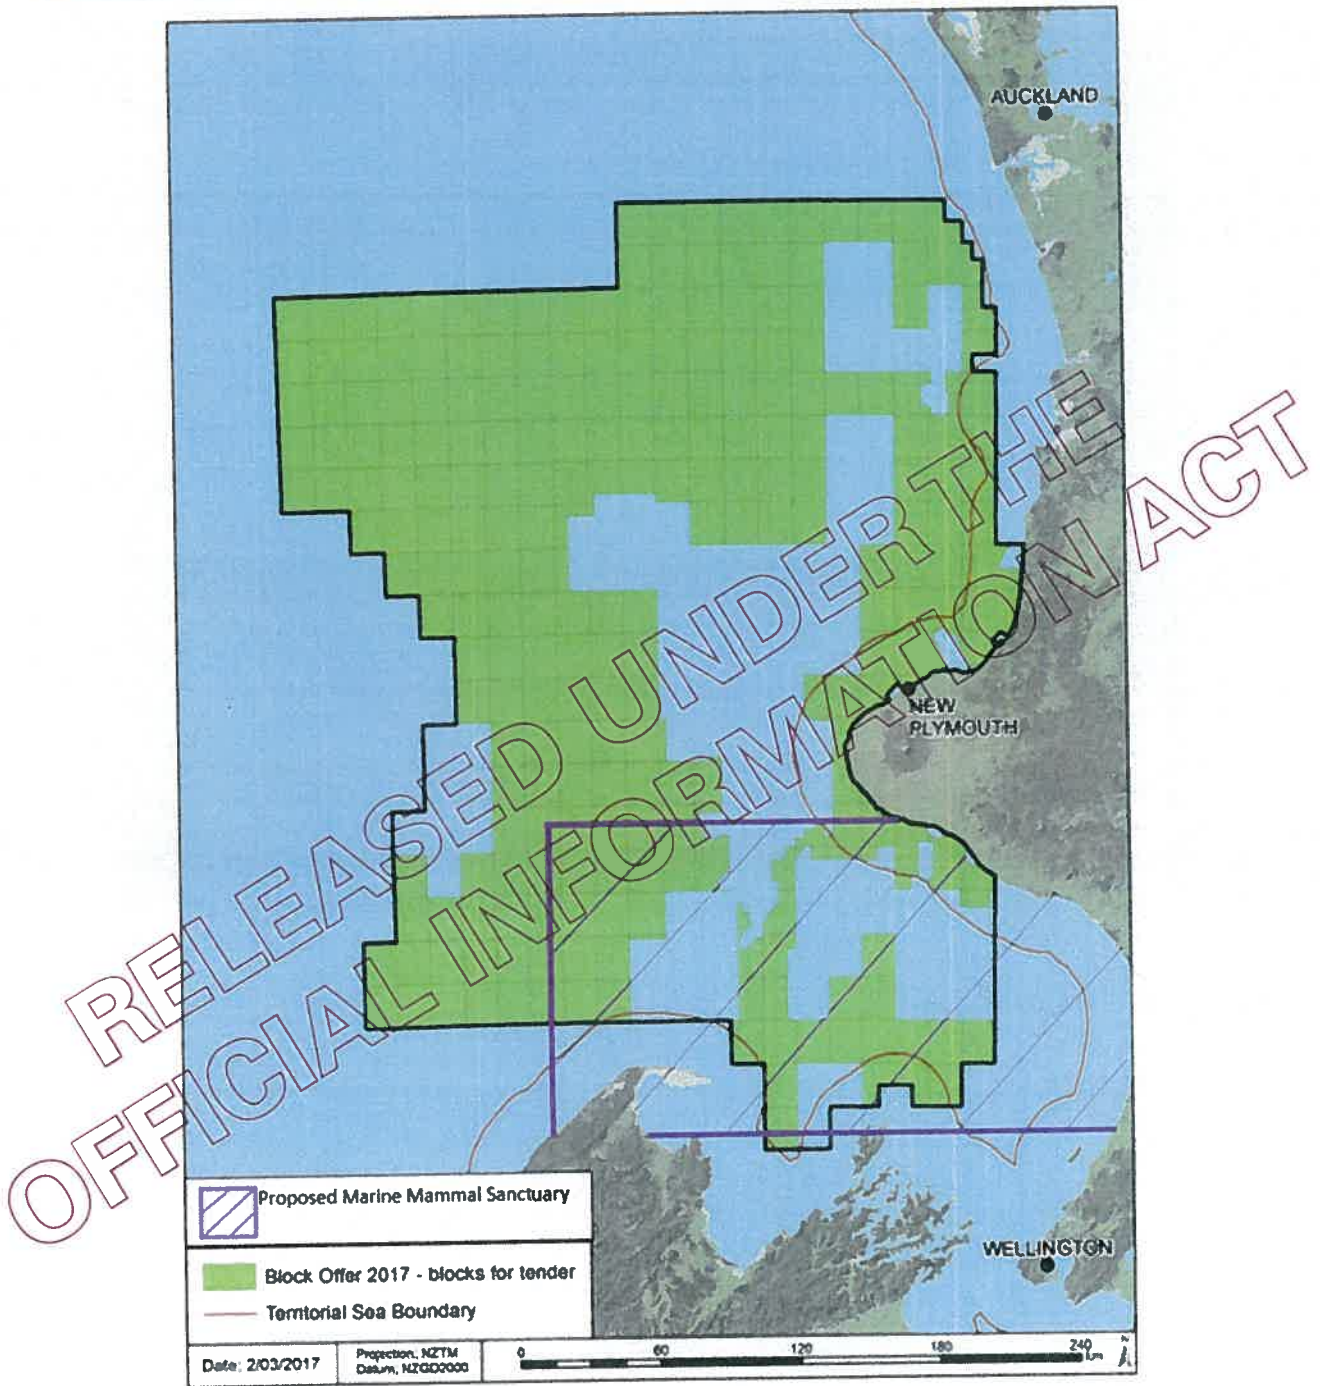 AUCKLAND
NEW
PLYMOUTH
RELEASED UNDER THE
OFFICIAL INFORMATION ACT
WELLINGTON
Proposed Marine Mammal Sanctuary
Block Offer 2017 - blocks for tender
Territorial Sea Boundary
Date: 2/03/2017
Projection: NZTM
Datum: NZGD2000
0 60 120 180 240
km
N